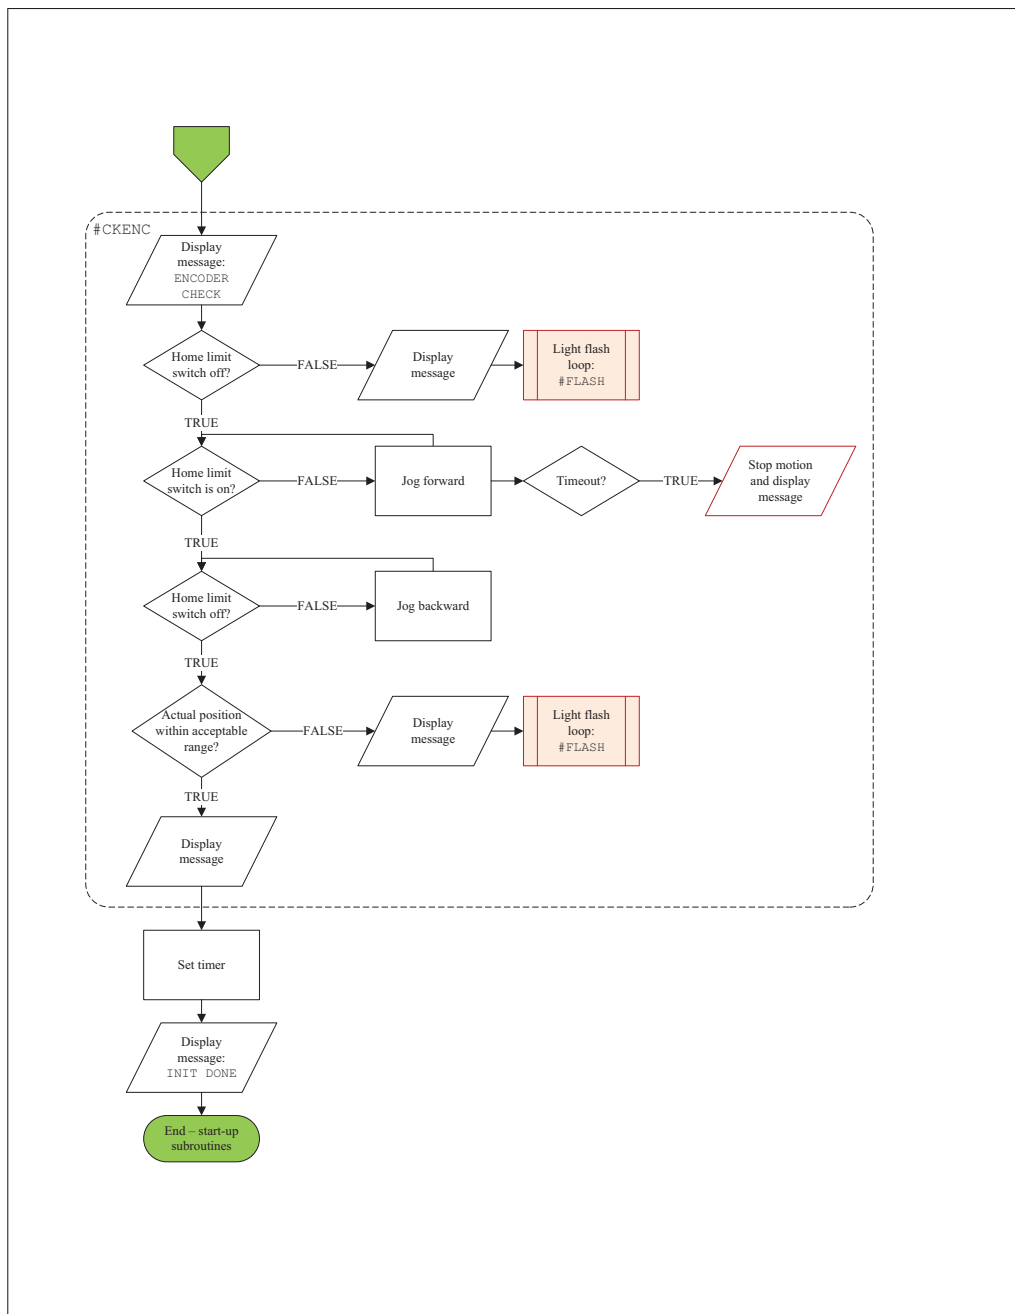 #CKENC
Display
message:
ENCODER
CHECK
Home limit
switch off?
FALSE
Display
message
Light flash
loop:
#FLASH
TRUE
Home limit
switch is on?
FALSE
Jog forward
Timeout?
TRUE
Stop motion
and display
message
TRUE
Home limit
switch off?
FALSE
Jog backward
TRUE
Actual position
within acceptable
range?
FALSE
Display
message
Light flash
loop:
#FLASH
TRUE
Display
message
Set timer
Display
message:
INIT DONE
End – start-up
subroutines